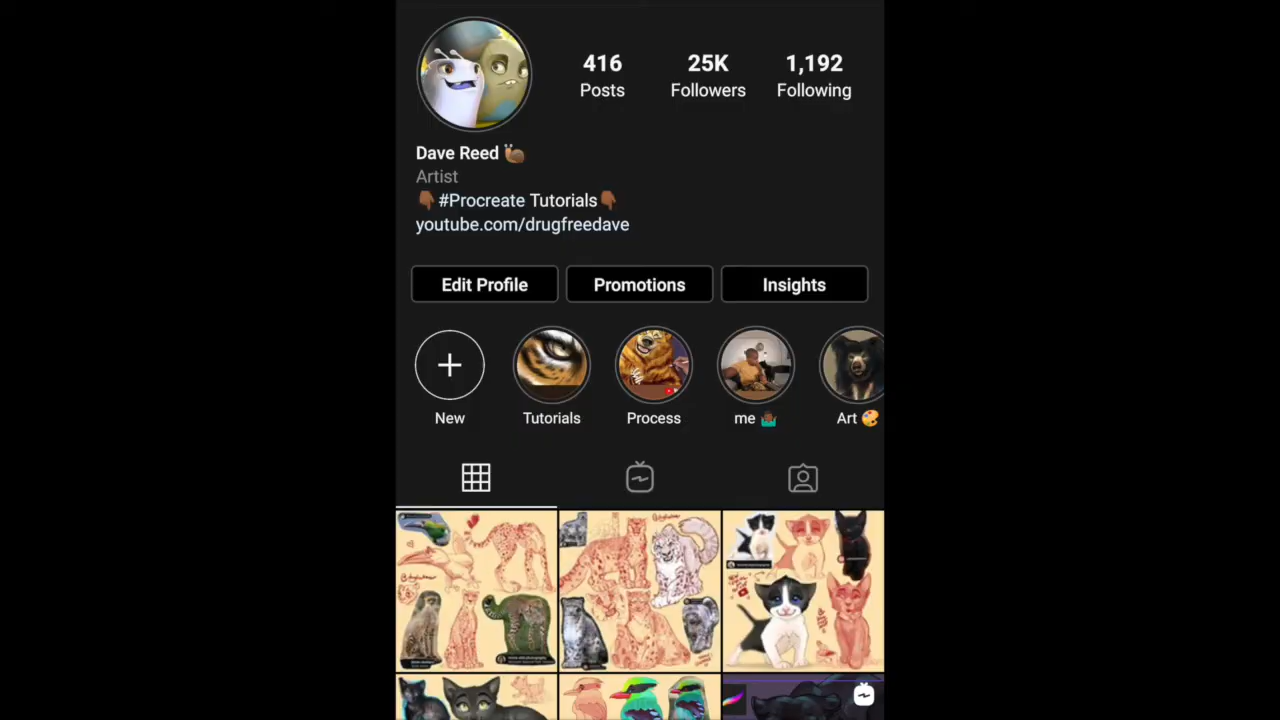 416
Posts
25K
Followers
1,192
Following
Dave Reed 🐌
Artist
👇🏾 #Procreate Tutorials👇🏾
youtube.com/drugfreedave
Edit Profile
Promotions
Insights
New
Tutorials
Process
me 🤷🏾‍♂️
Art 🎨